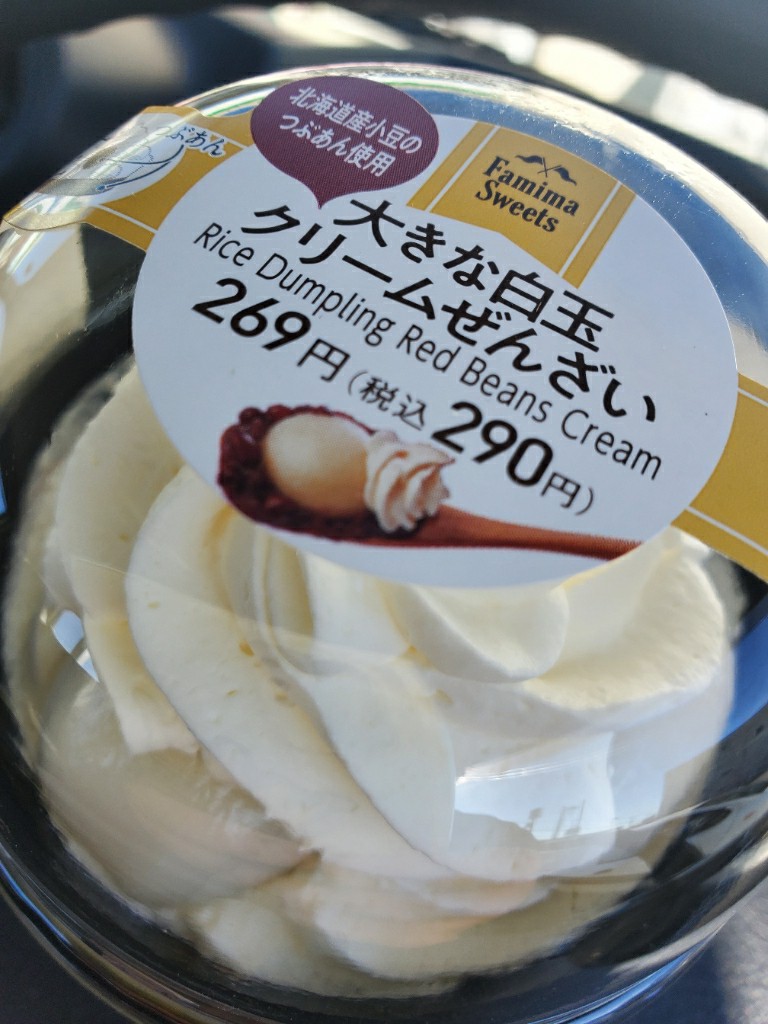 北海道産小豆の
つぶあん使用
ぶあん
Famima
Sweets
大きな白玉
クリームぜんざい
Rice Dumpling Red Beans Cream
269円(税込290円)